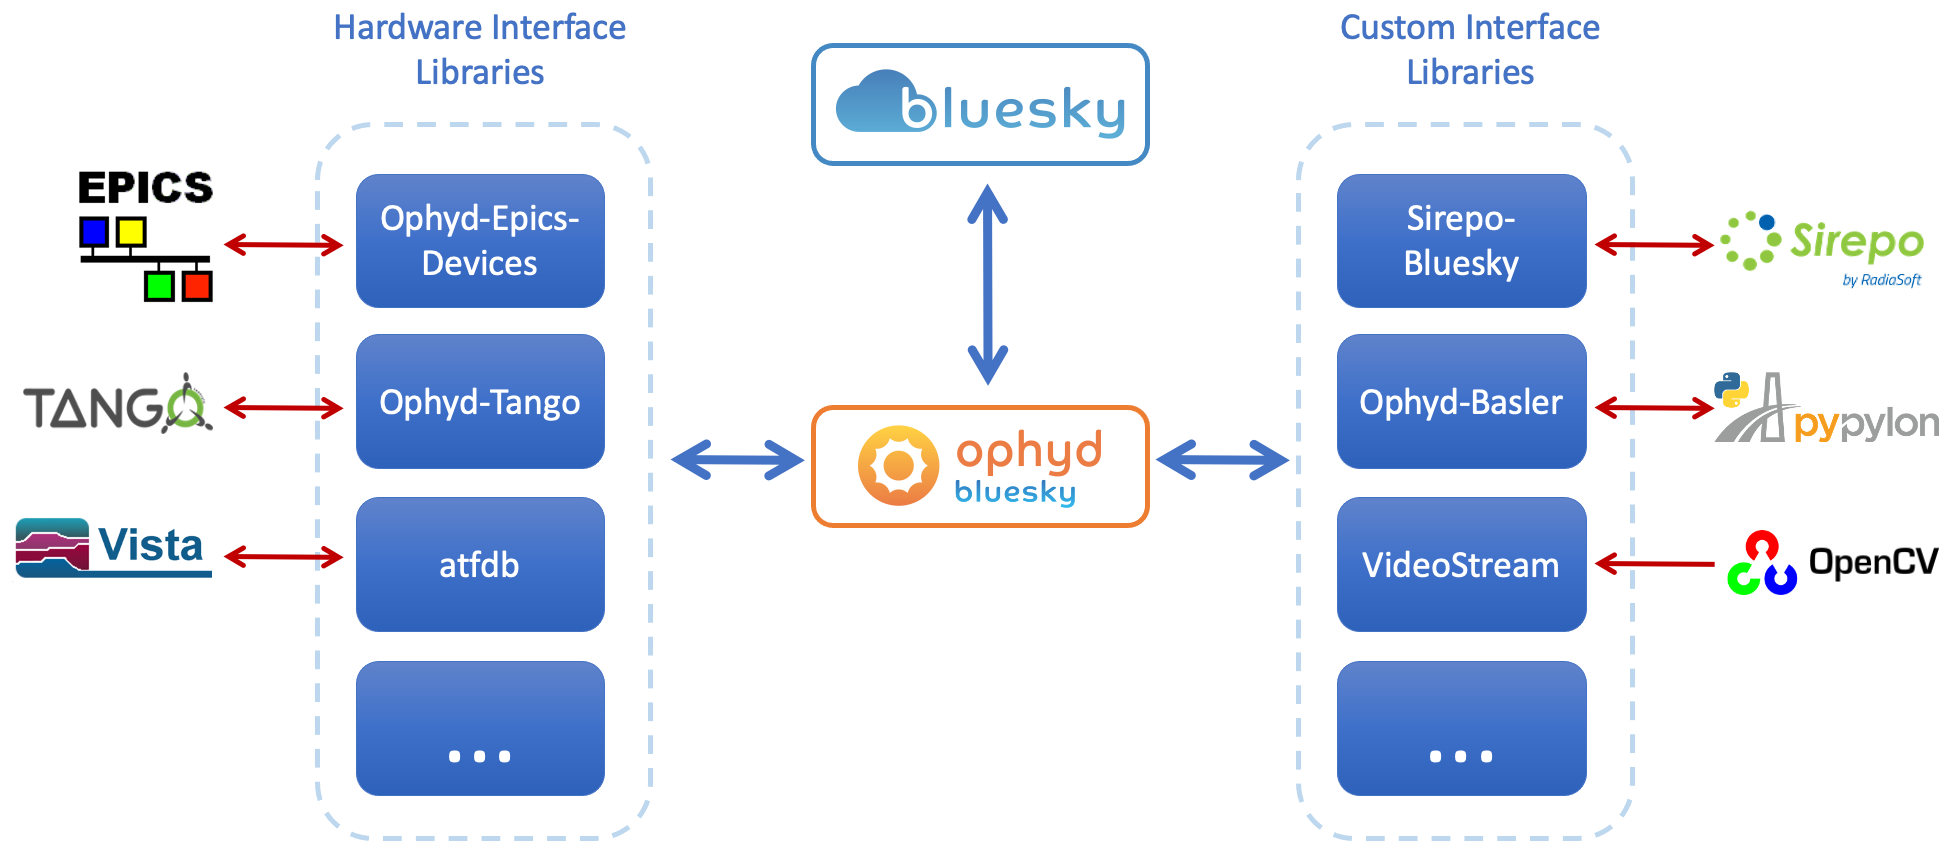 Hardware Interface
Libraries
EPICS
Ophyd-Epics-
Devices
TANGO
Ophyd-Tango
Vista
atfdb
...
bluesky
ophyd
bluesky
Custom Interface
Libraries
Sirepo-
Bluesky
Sirepo
by RadiaSoft
Ophyd-Basler
pypylon
VideoStream
OpenCV
...